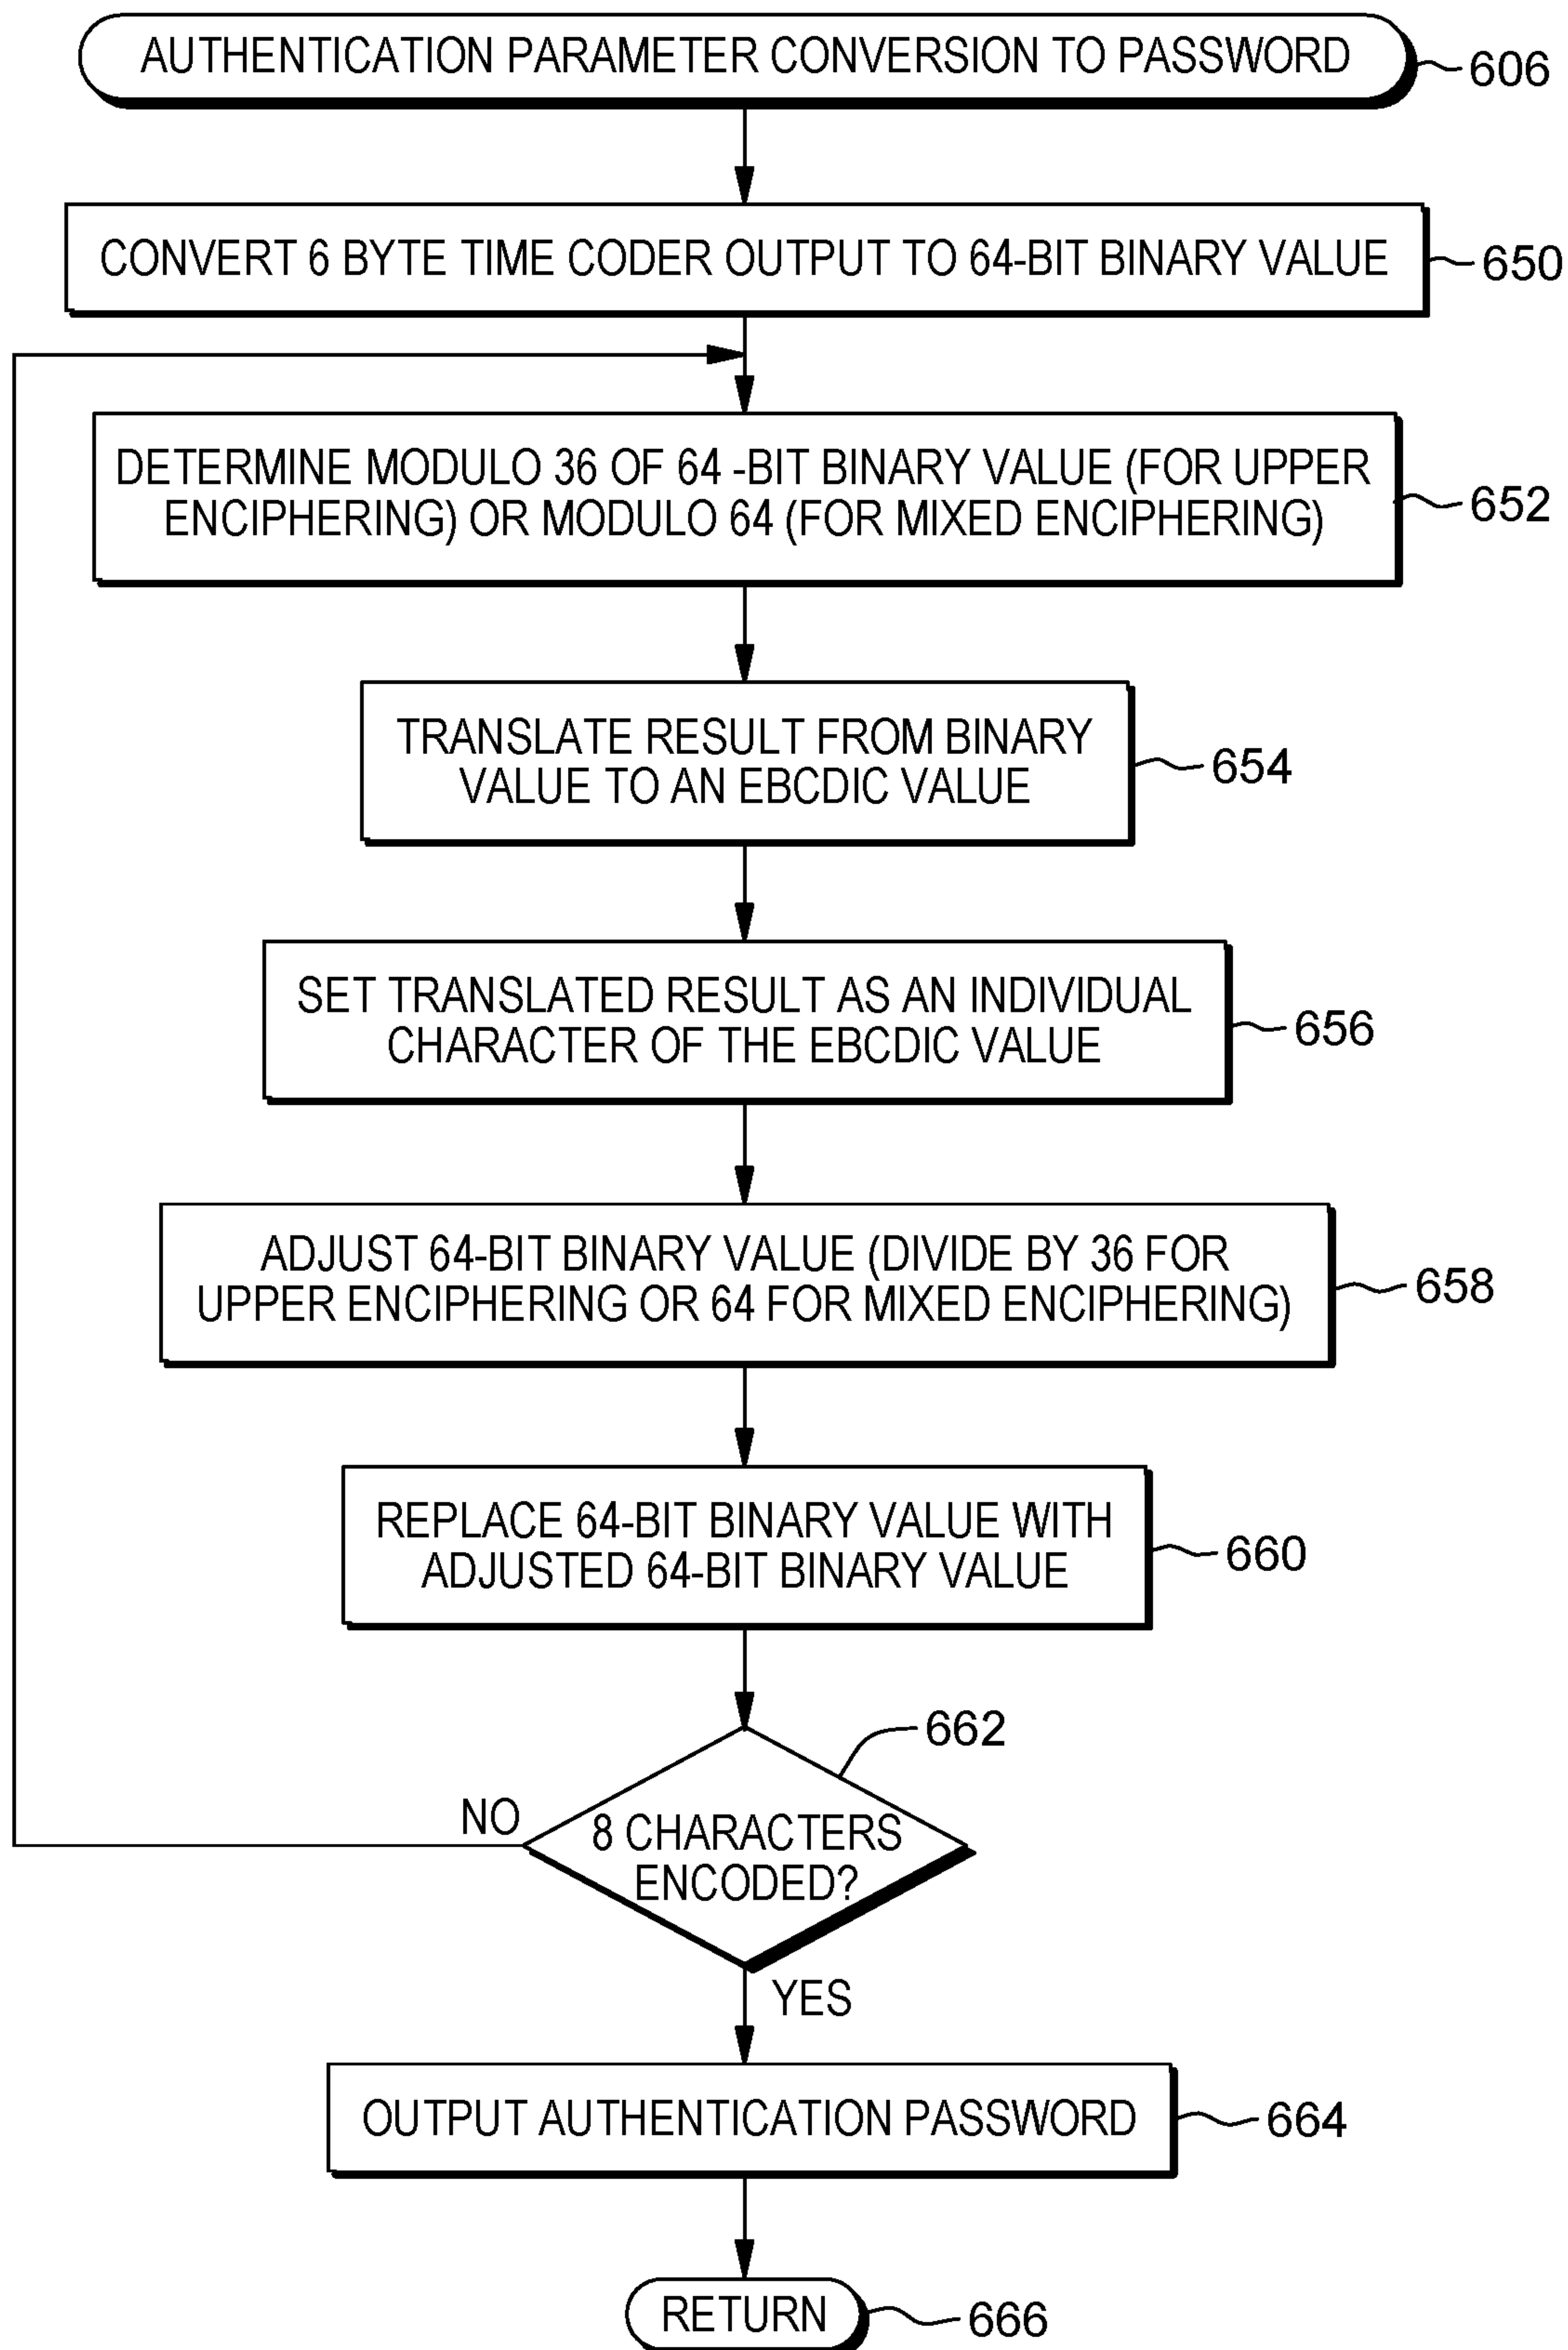 AUTHENTICATION PARAMETER CONVERSION TO PASSWORD
606
CONVERT 6 BYTE TIME CODER OUTPUT TO 64-BIT BINARY VALUE
650
DETERMINE MODULO 36 OF 64 -BIT BINARY VALUE (FOR UPPER
ENCIPHERING) OR MODULO 64 (FOR MIXED ENCIPHERING)
652
TRANSLATE RESULT FROM BINARY
VALUE TO AN EBCDIC VALUE
654
SET TRANSLATED RESULT AS AN INDIVIDUAL
CHARACTER OF THE EBCDIC VALUE
656
ADJUST 64-BIT BINARY VALUE (DIVIDE BY 36 FOR
UPPER ENCIPHERING OR 64 FOR MIXED ENCIPHERING)
658
REPLACE 64-BIT BINARY VALUE WITH
ADJUSTED 64-BIT BINARY VALUE
660
662
NO
8 CHARACTERS
ENCODED?
YES
OUTPUT AUTHENTICATION PASSWORD
664
RETURN
666